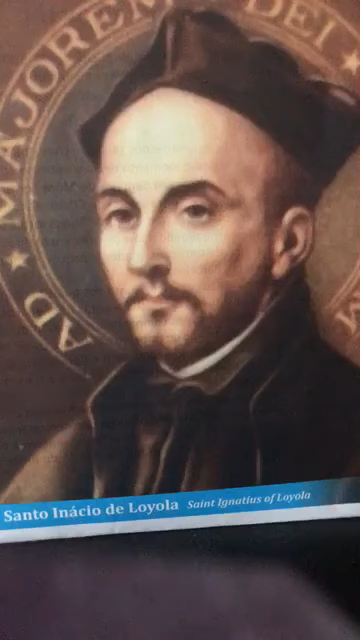 AD ★ MAJOREM DEI ★
Santo Inácio de Loyola Saint Ignatius of Loyola